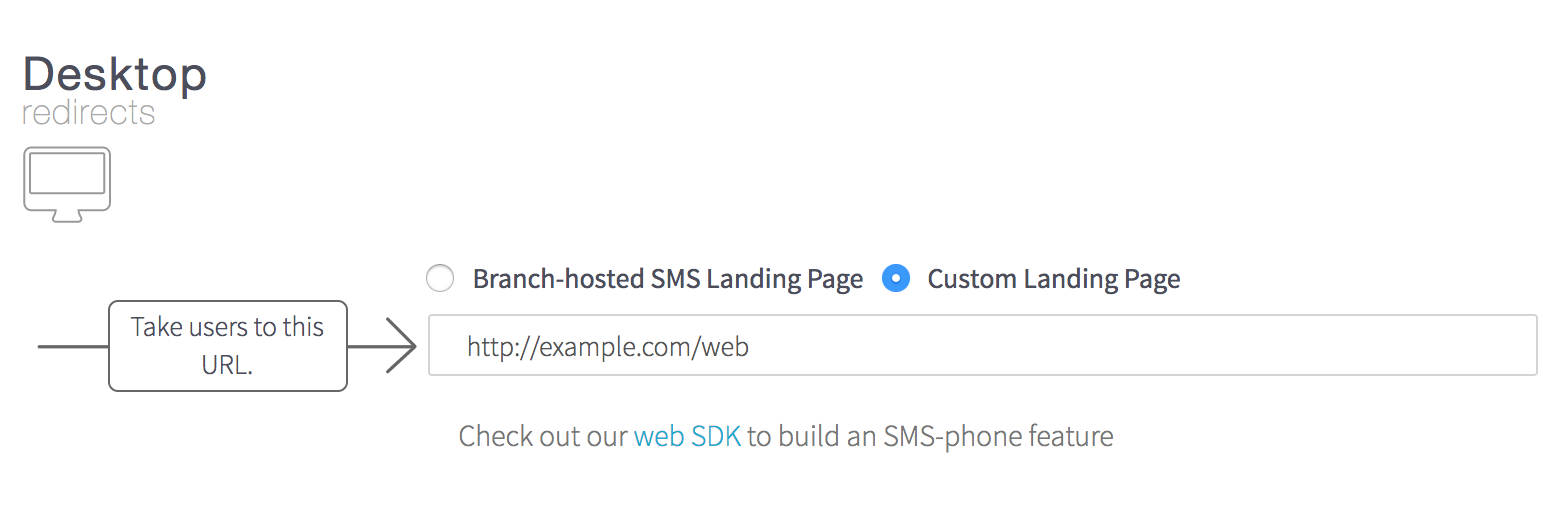 Desktop
redirects
Branch-hosted SMS Landing Page Custom Landing Page
Take users to this
URL.
http://example.com/web
Check out our web SDK to build an SMS-phone feature